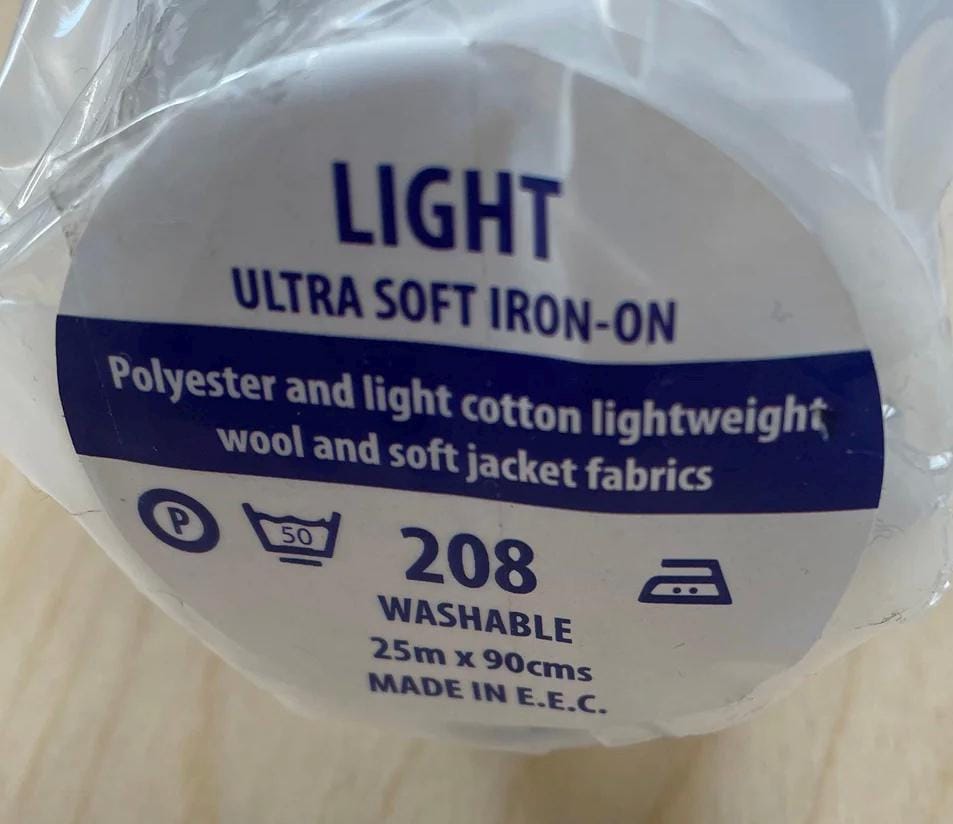 LIGHT
ULTRA SOFT IRON-ON
Polyester and light cotton lightweight
wool and soft jacket fabrics
P
50
208
WASHABLE
25m x 90cms
MADE IN E.E.C.